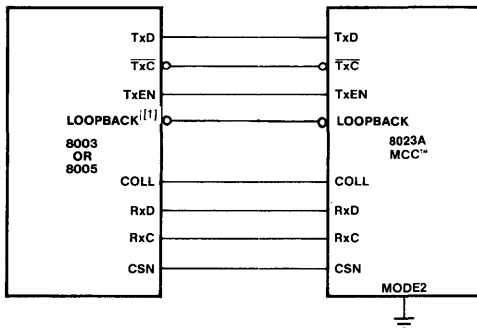 TxD TxD
TxC TxC
TxEN TxEN
LOOPBACK [1] LOOPBACK
8003
OR
8005
8023A
MCC™
COLL COLL
RxD RxD
RxC RxC
CSN CSN
MODE2